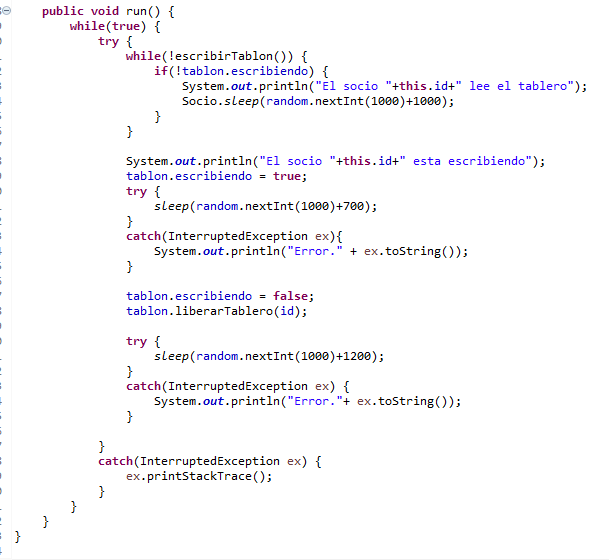 public void run() {
while(true) {
try {
while(!escribirTablon()) {
if(!tablon.escribiendo) {
System.out.println("El socio "+this.id+" lee el tablero");
Socio.sleep(random.nextInt(1000)+1000);
}
}
System.out.println("El socio "+this.id+" esta escribiendo");
tablon.escribiendo = true;
try {
sleep(random.nextInt(1000)+700);
}
catch(InterruptedException ex){
System.out.println("Error." + ex.toString());
}
tablon.escribiendo = false;
tablon.liberarTablero(id);
try {
sleep(random.nextInt(1000)+1200);
}
catch(InterruptedException ex) {
System.out.println("Error."+ ex.toString());
}
}
catch(InterruptedException ex) {
ex.printStackTrace();
}
}
}
}